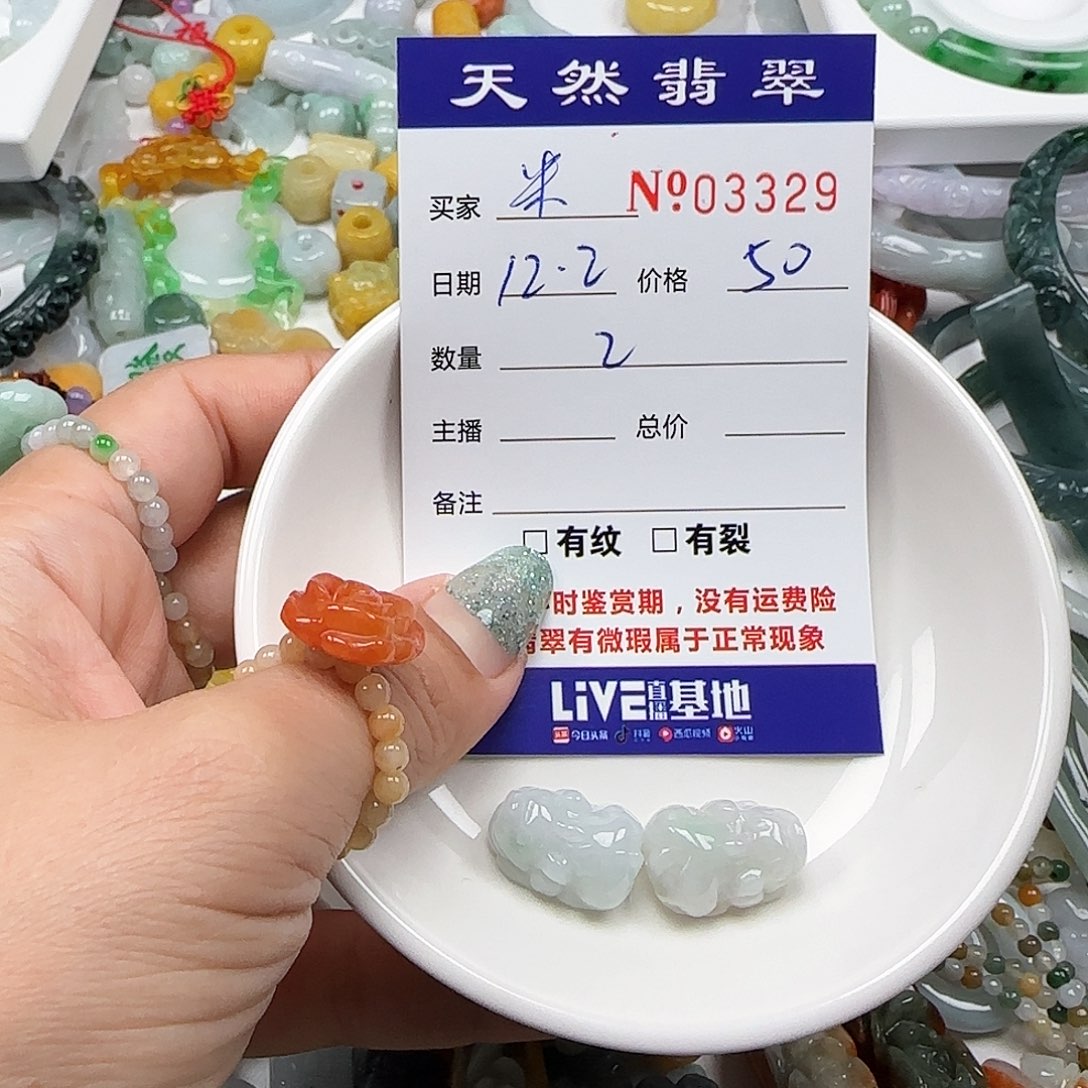 天然翡翠
买家 米 №03329
日期 12.2 价格 50
数量 2
主播 总价
备注
□有纹 □有裂
时鉴赏期，没有运费险
翠有微瑕属于正常现象
LiVE直播基地
头条 今日头条 抖音 西瓜视频 火山
福